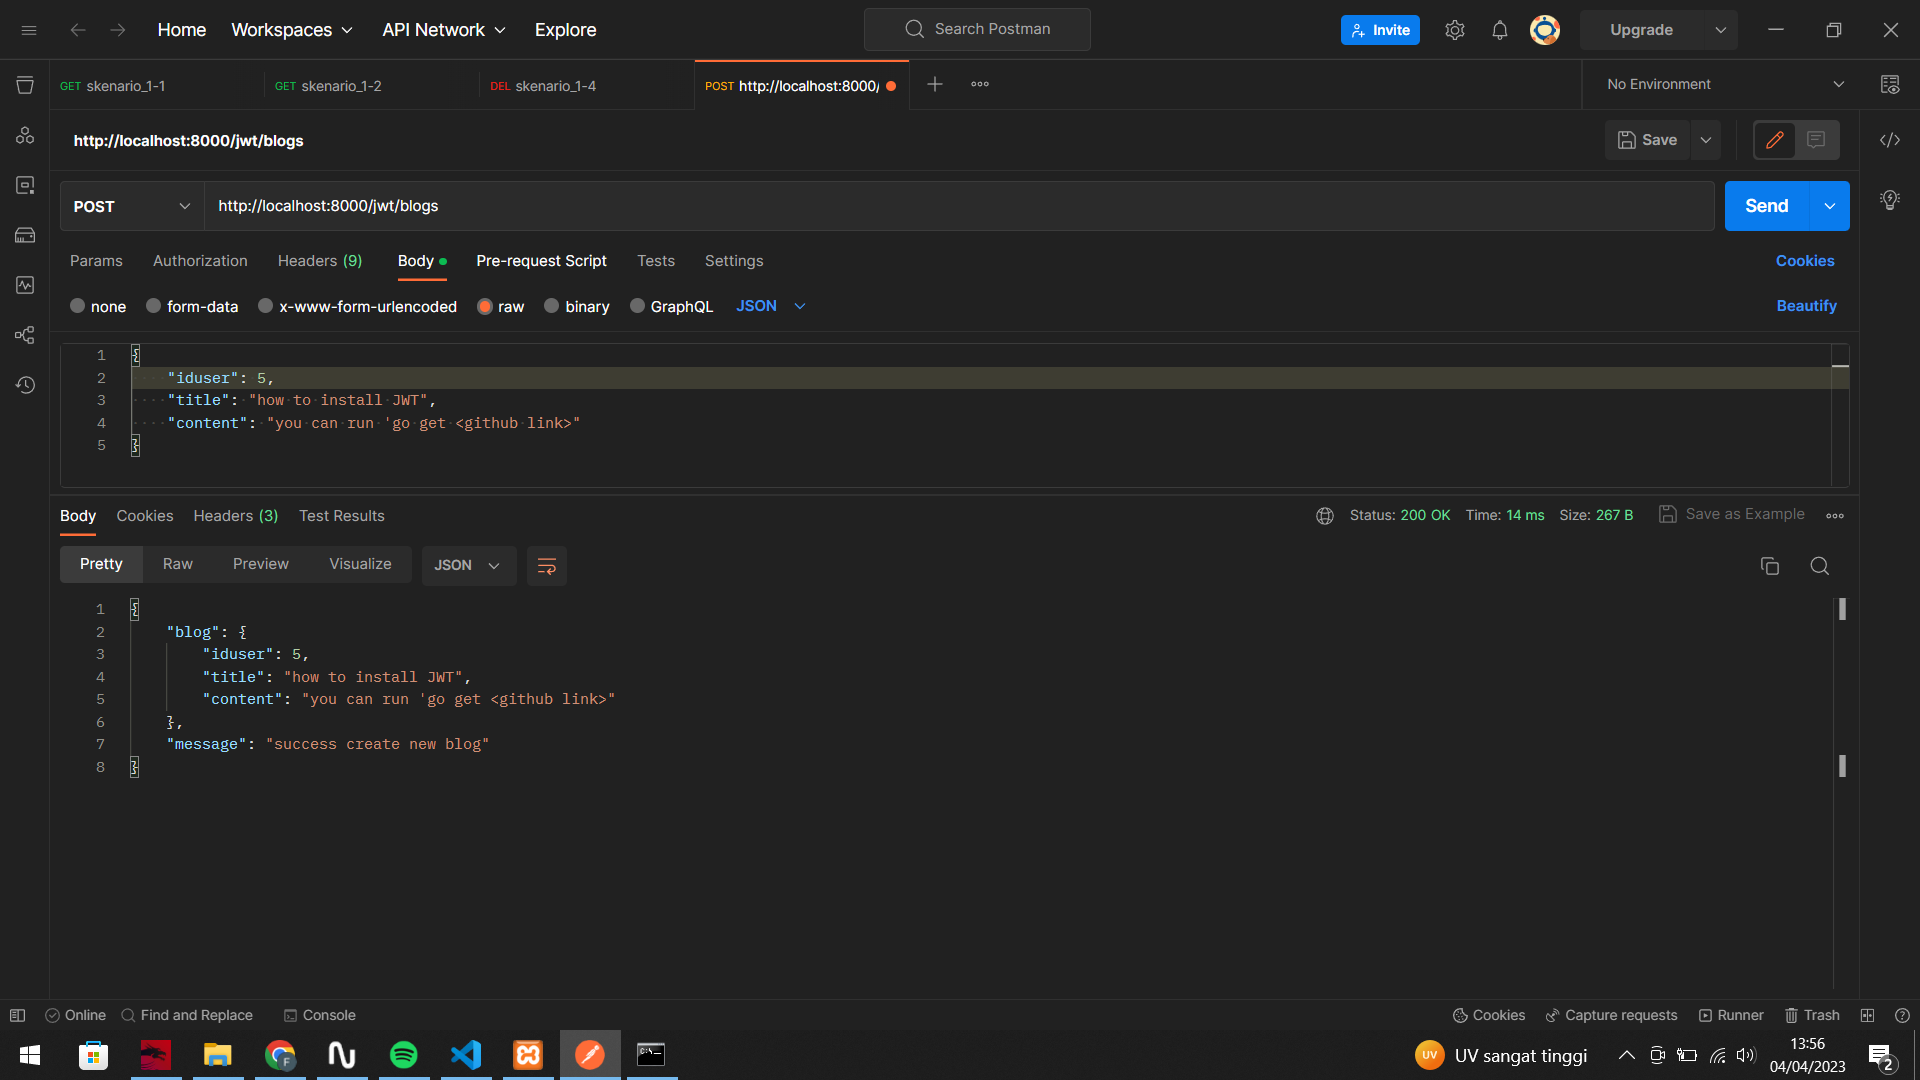 Home Workspaces API Network Explore Search Postman Invite Upgrade
GET skenario_1-1 GET skenario_1-2 DEL skenario_1-4 POST http://localhost:8000/ No Environment
http://localhost:8000/jwt/blogs Save
POST http://localhost:8000/jwt/blogs Send
Params Authorization Headers (9) Body Pre-request Script Tests Settings Cookies
none form-data x-www-form-urlencoded raw binary GraphQL JSON Beautify
1 {
2 "iduser": 5,
3 "title": "how to install JWT",
4 "content": "you can run 'go get <github link>"
5 }
Body Cookies Headers (3) Test Results Status: 200 OK Time: 14 ms Size: 267 B Save as Example
Pretty Raw Preview Visualize JSON
1 {
2 "blog": {
3 "iduser": 5,
4 "title": "how to install JWT",
5 "content": "you can run 'go get <github link>"
6 },
7 "message": "success create new blog"
8 }
Online Find and Replace Console Cookies Capture requests Runner Trash
F C:\_ UV UV sangat tinggi 13:56
04/04/2023 2